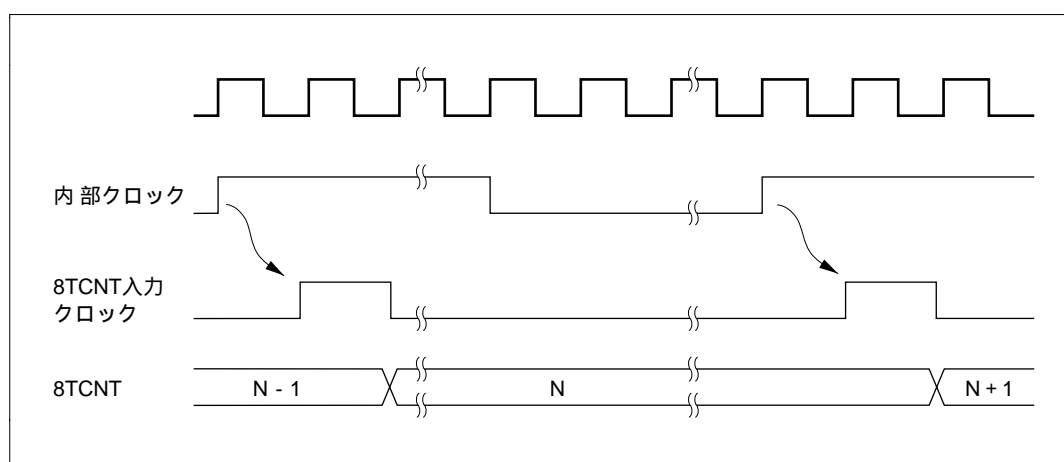 内部クロック
8TCNT入力
クロック
8TCNT
N - 1
N
N + 1